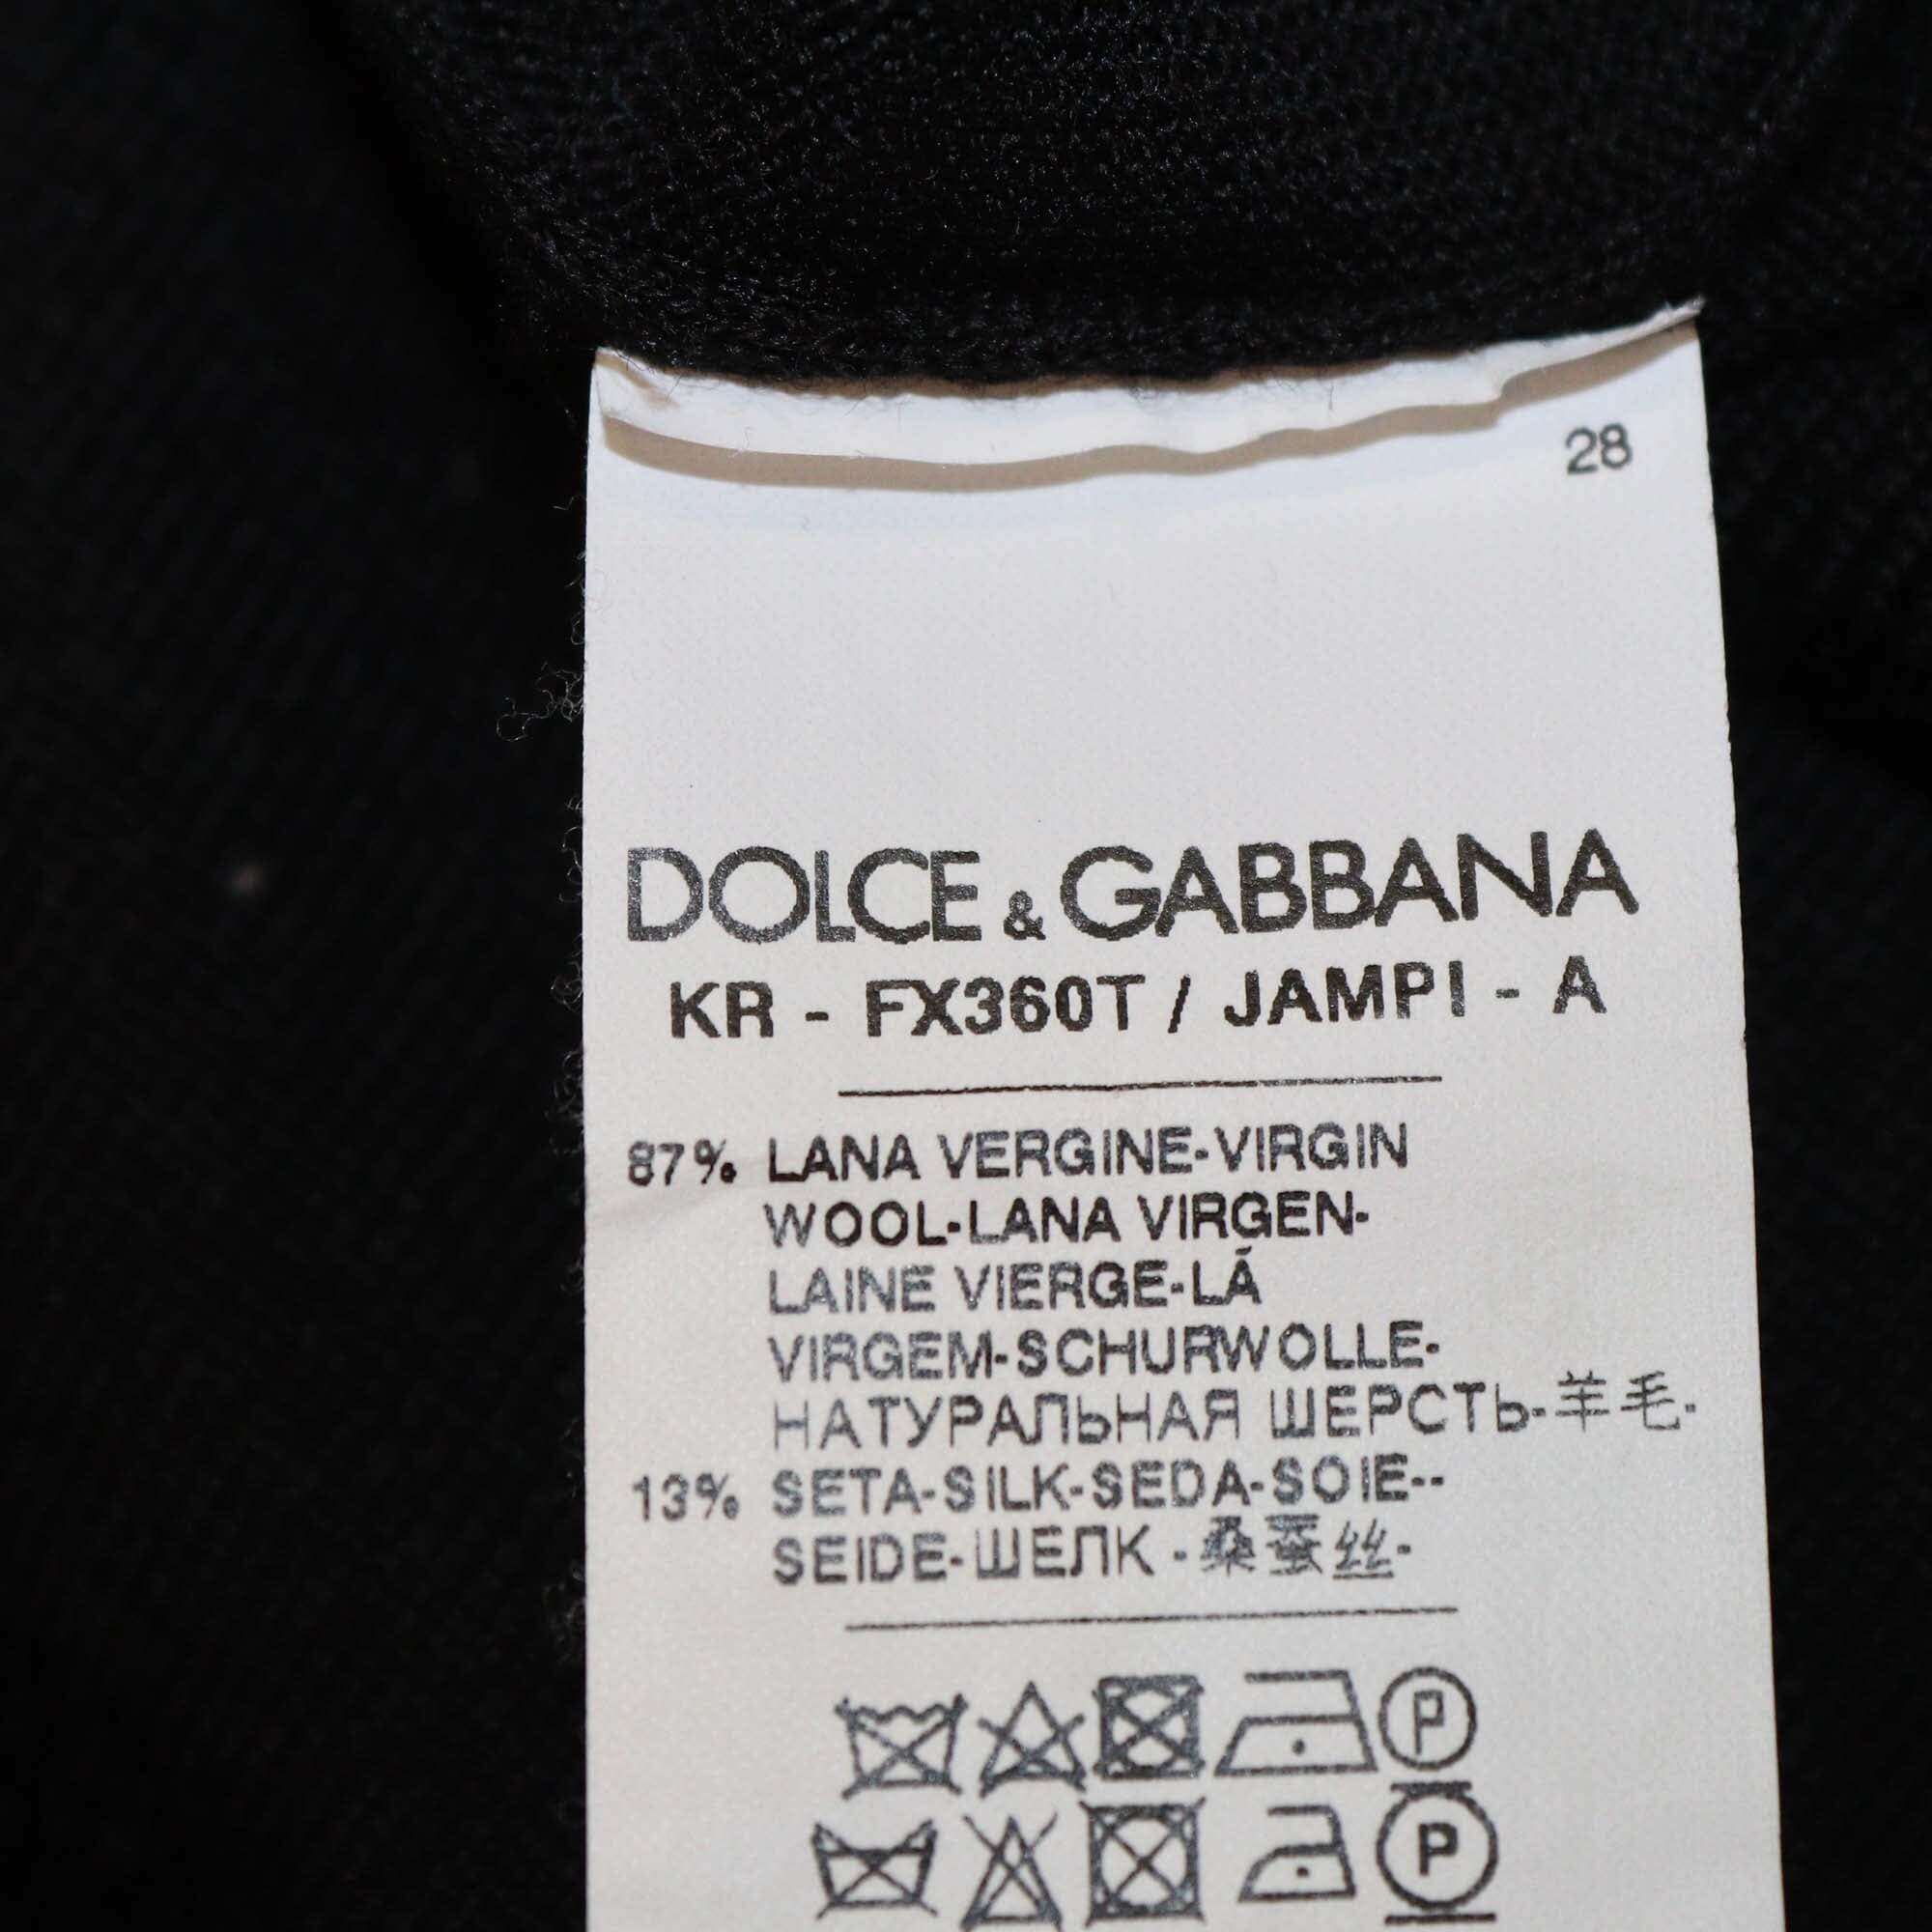 28
DOLCE & GABBANA
KR - FX360T / JAMPI - A
87% LANA VERGINE-VIRGIN
WOOL-LANA VIRGEN-
LAINE VIERGE-LÃ
VIRGEM-SCHURWOLLE-
НАТУРАЛЬНАЯ ШЕРСТЬ-羊毛-
13% SETA-SILK-SEDA-SOIE--
SEIDE-ШЕЛК -桑蚕丝-
P
P